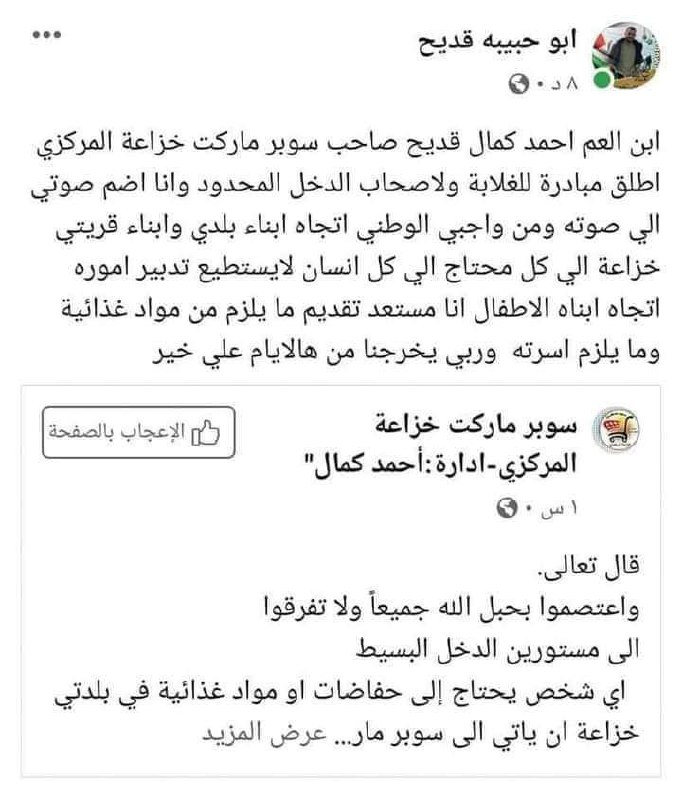 ابو حبيبه قديح
٨ د
ابن العم احمد كمال قديح صاحب سوبر ماركت خزاعة المركزي
اطلق مبادرة للغلابة ولاصحاب الدخل المحدود وانا اضم صوتي
الي صوته ومن واجبي الوطني اتجاه ابناء بلدي وابناء قريتي
خزاعة الي كل محتاج الي كل انسان لايستطيع تدبير اموره
اتجاه ابناه الاطفال انا مستعد تقديم ما يلزم من مواد غذائية
وما يلزم اسرته وربي يخرجنا من هالايام علي خير
سوبر ماركت خزاعة
المركزي-ادارة:أحمد كمال"
١ س
الإعجاب بالصفحة
قال تعالى.
واعتصموا بحبل الله جميعاً ولا تفرقوا
الى مستورين الدخل البسيط
اي شخص يحتاج إلى حفاضات او مواد غذائية في بلدتي
خزاعة ان ياتي الى سوبر مار... عرض المزيد